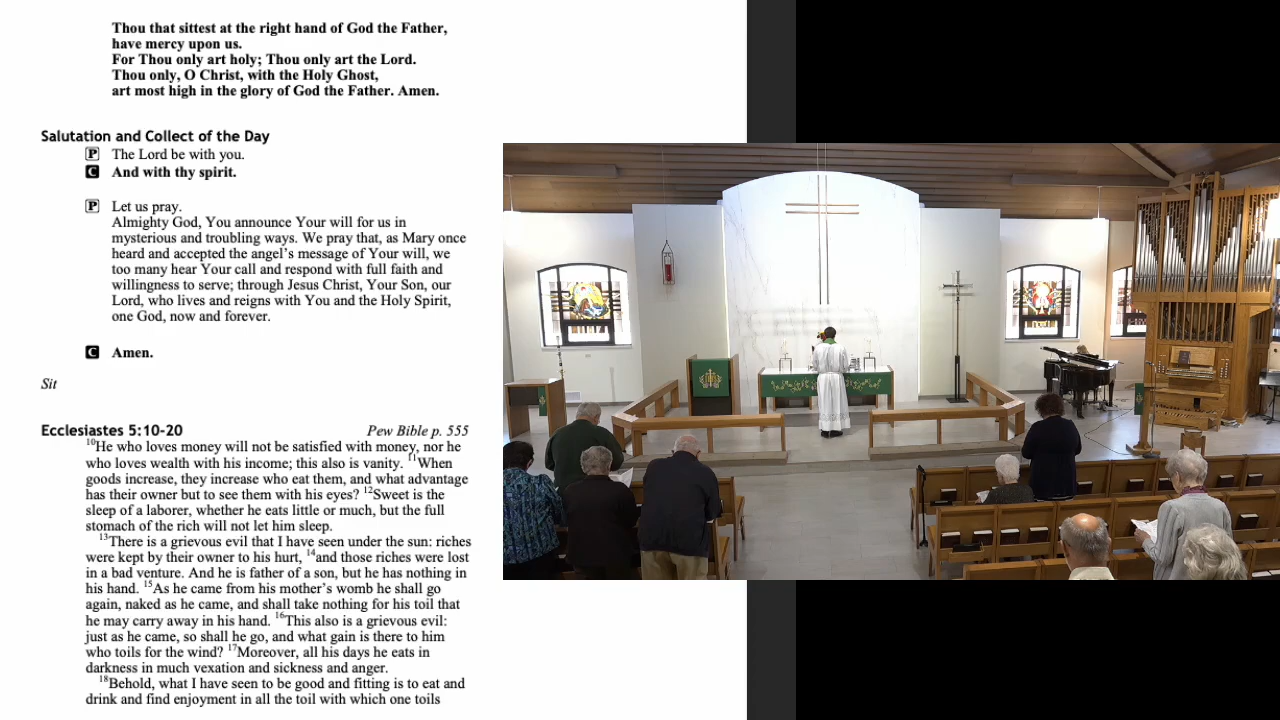 Thou that sittest at the right hand of God the Father,
have mercy upon us.
For Thou only art holy; Thou only art the Lord.
Thou only, O Christ, with the Holy Ghost,
art most high in the glory of God the Father. Amen.
Salutation and Collect of the Day
P The Lord be with you.
C And with thy spirit.
P Let us pray.
Almighty God, You announce Your will for us in
mysterious and troubling ways. We pray that, as Mary once
heard and accepted the angel's message of Your will, we
too many hear Your call and respond with full faith and
willingness to serve; through Jesus Christ, Your Son, our
Lord, who lives and reigns with You and the Holy Spirit,
one God, now and forever.
C Amen.
Sit
Ecclesiastes 5:10-20 Pew Bible p. 555
10He who loves money will not be satisfied with money, nor he
who loves wealth with his income; this also is vanity. 11When
goods increase, they increase who eat them, and what advantage
has their owner but to see them with his eyes? 12Sweet is the
sleep of a laborer, whether he eats little or much, but the full
stomach of the rich will not let him sleep.
13There is a grievous evil that I have seen under the sun: riches
were kept by their owner to his hurt, 14and those riches were lost
in a bad venture. And he is father of a son, but he has nothing in
his hand. 15As he came from his mother's womb he shall go
again, naked as he came, and shall take nothing for his toil that
he may carry away in his hand. 16This also is a grievous evil:
just as he came, so shall he go, and what gain is there to him
who toils for the wind? 17Moreover, all his days he eats in
darkness in much vexation and sickness and anger.
18Behold, what I have seen to be good and fitting is to eat and
drink and find enjoyment in all the toil with which one toils